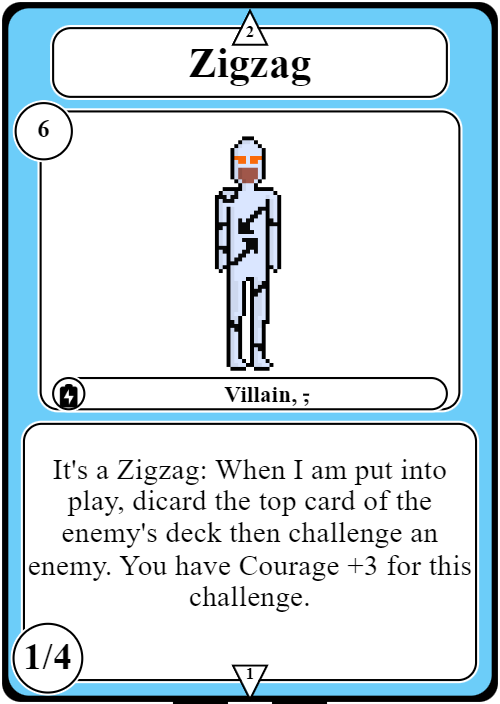 2
Zigzag
6
Villain, ;
It's a Zigzag: When I am put into
play, dicard the top card of the
enemy's deck then challenge an
enemy. You have Courage +3 for this
challenge.
1/4
1